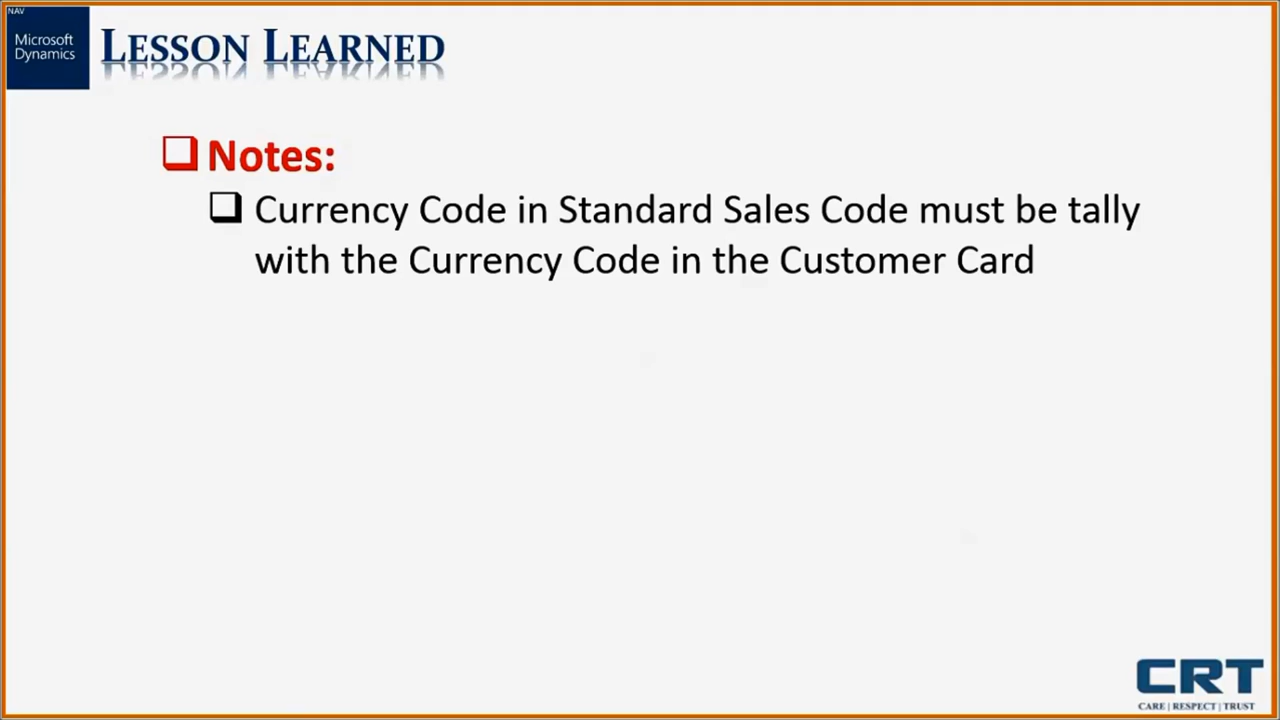 NAV
Microsoft
Dynamics
LESSON LEARNED
Notes:
Currency Code in Standard Sales Code must be tally
with the Currency Code in the Customer Card
CRT
CARE | RESPECT | TRUST